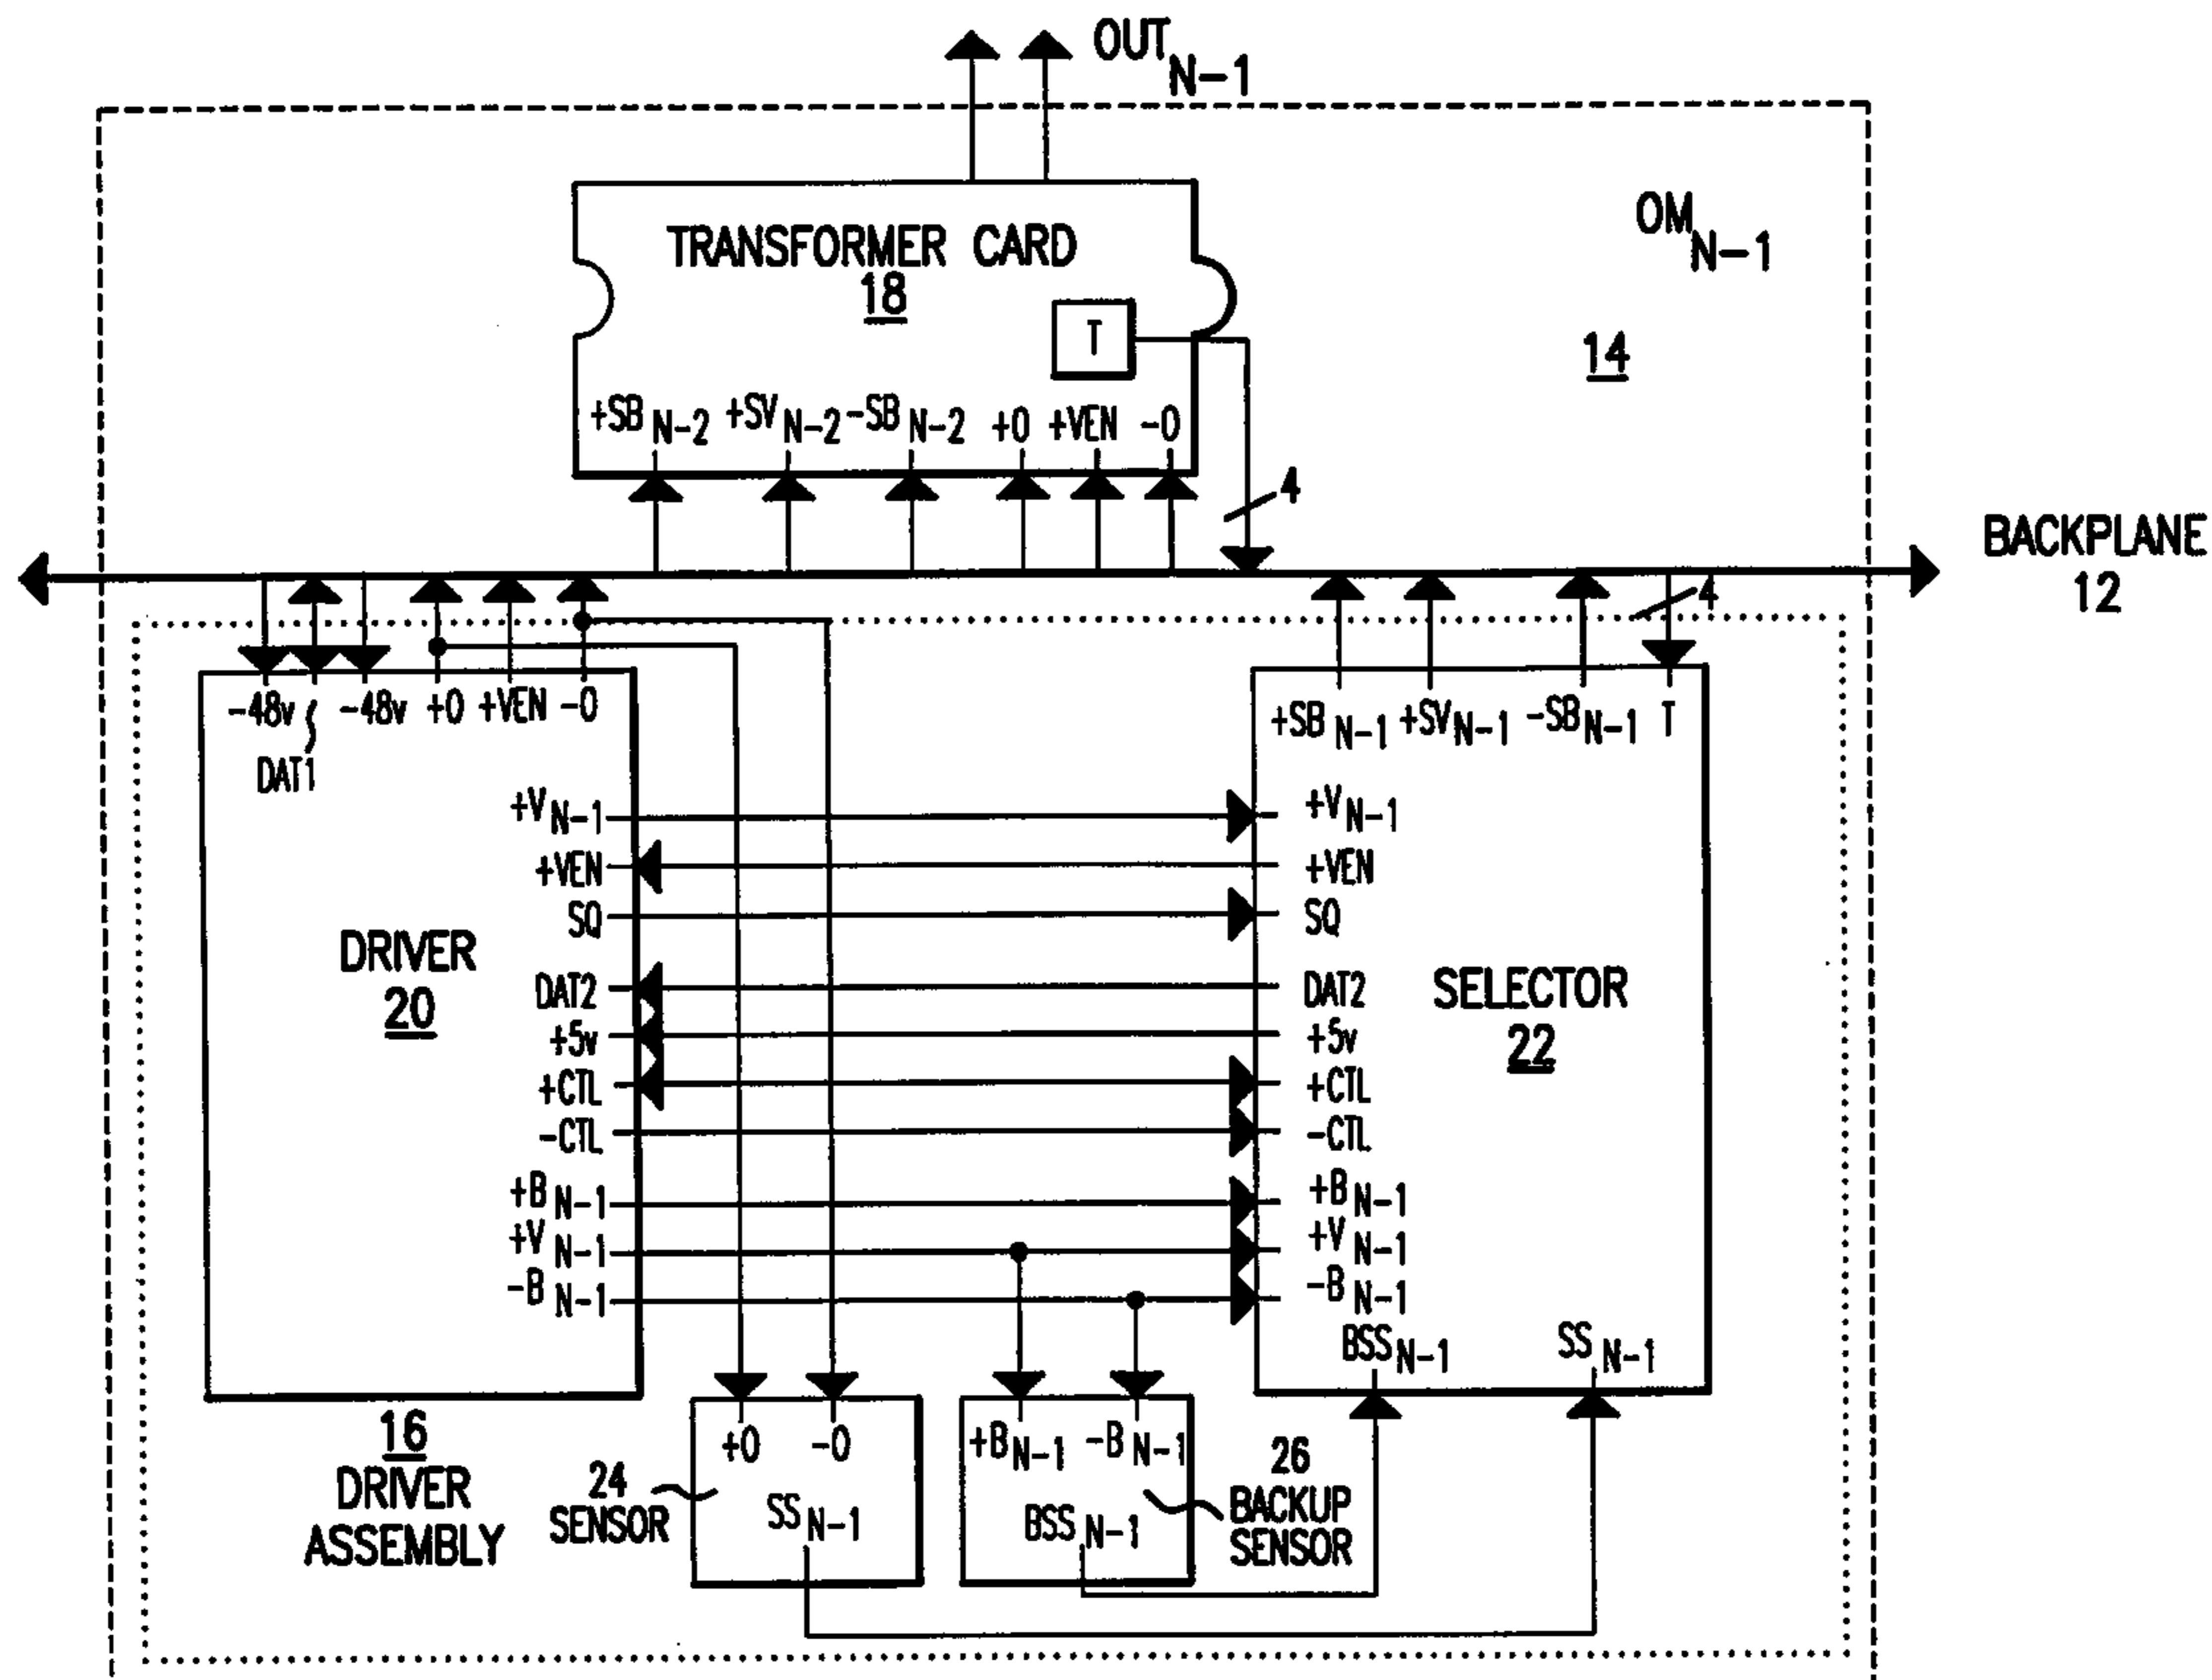 OUT N-1
TRANSFORMER CARD
18
OM N-1
T
14
+SB N-2 +SV N-2 -SB N-2 +0 +VEN -0
4
BACKPLANE
12
4
-48v -48v +0 +VEN -0
DAT1
+SB N-1 +SV N-1 -SB N-1 T
+V N-1
+VEN
SQ
DAT2
+5v
+CTL
-CTL
+B N-1
+V N-1
-B N-1
DRIVER
20
+V N-1
+VEN
SQ
DAT2
+5v
+CTL
-CTL
+B N-1
+V N-1
-B N-1
SELECTOR
22
BSS N-1 SS N-1
16
DRIVER
ASSEMBLY
24
SENSOR
+0 -0
SS N-1
+B N-1 -B N-1
BSS N-1
26
BACKUP
SENSOR